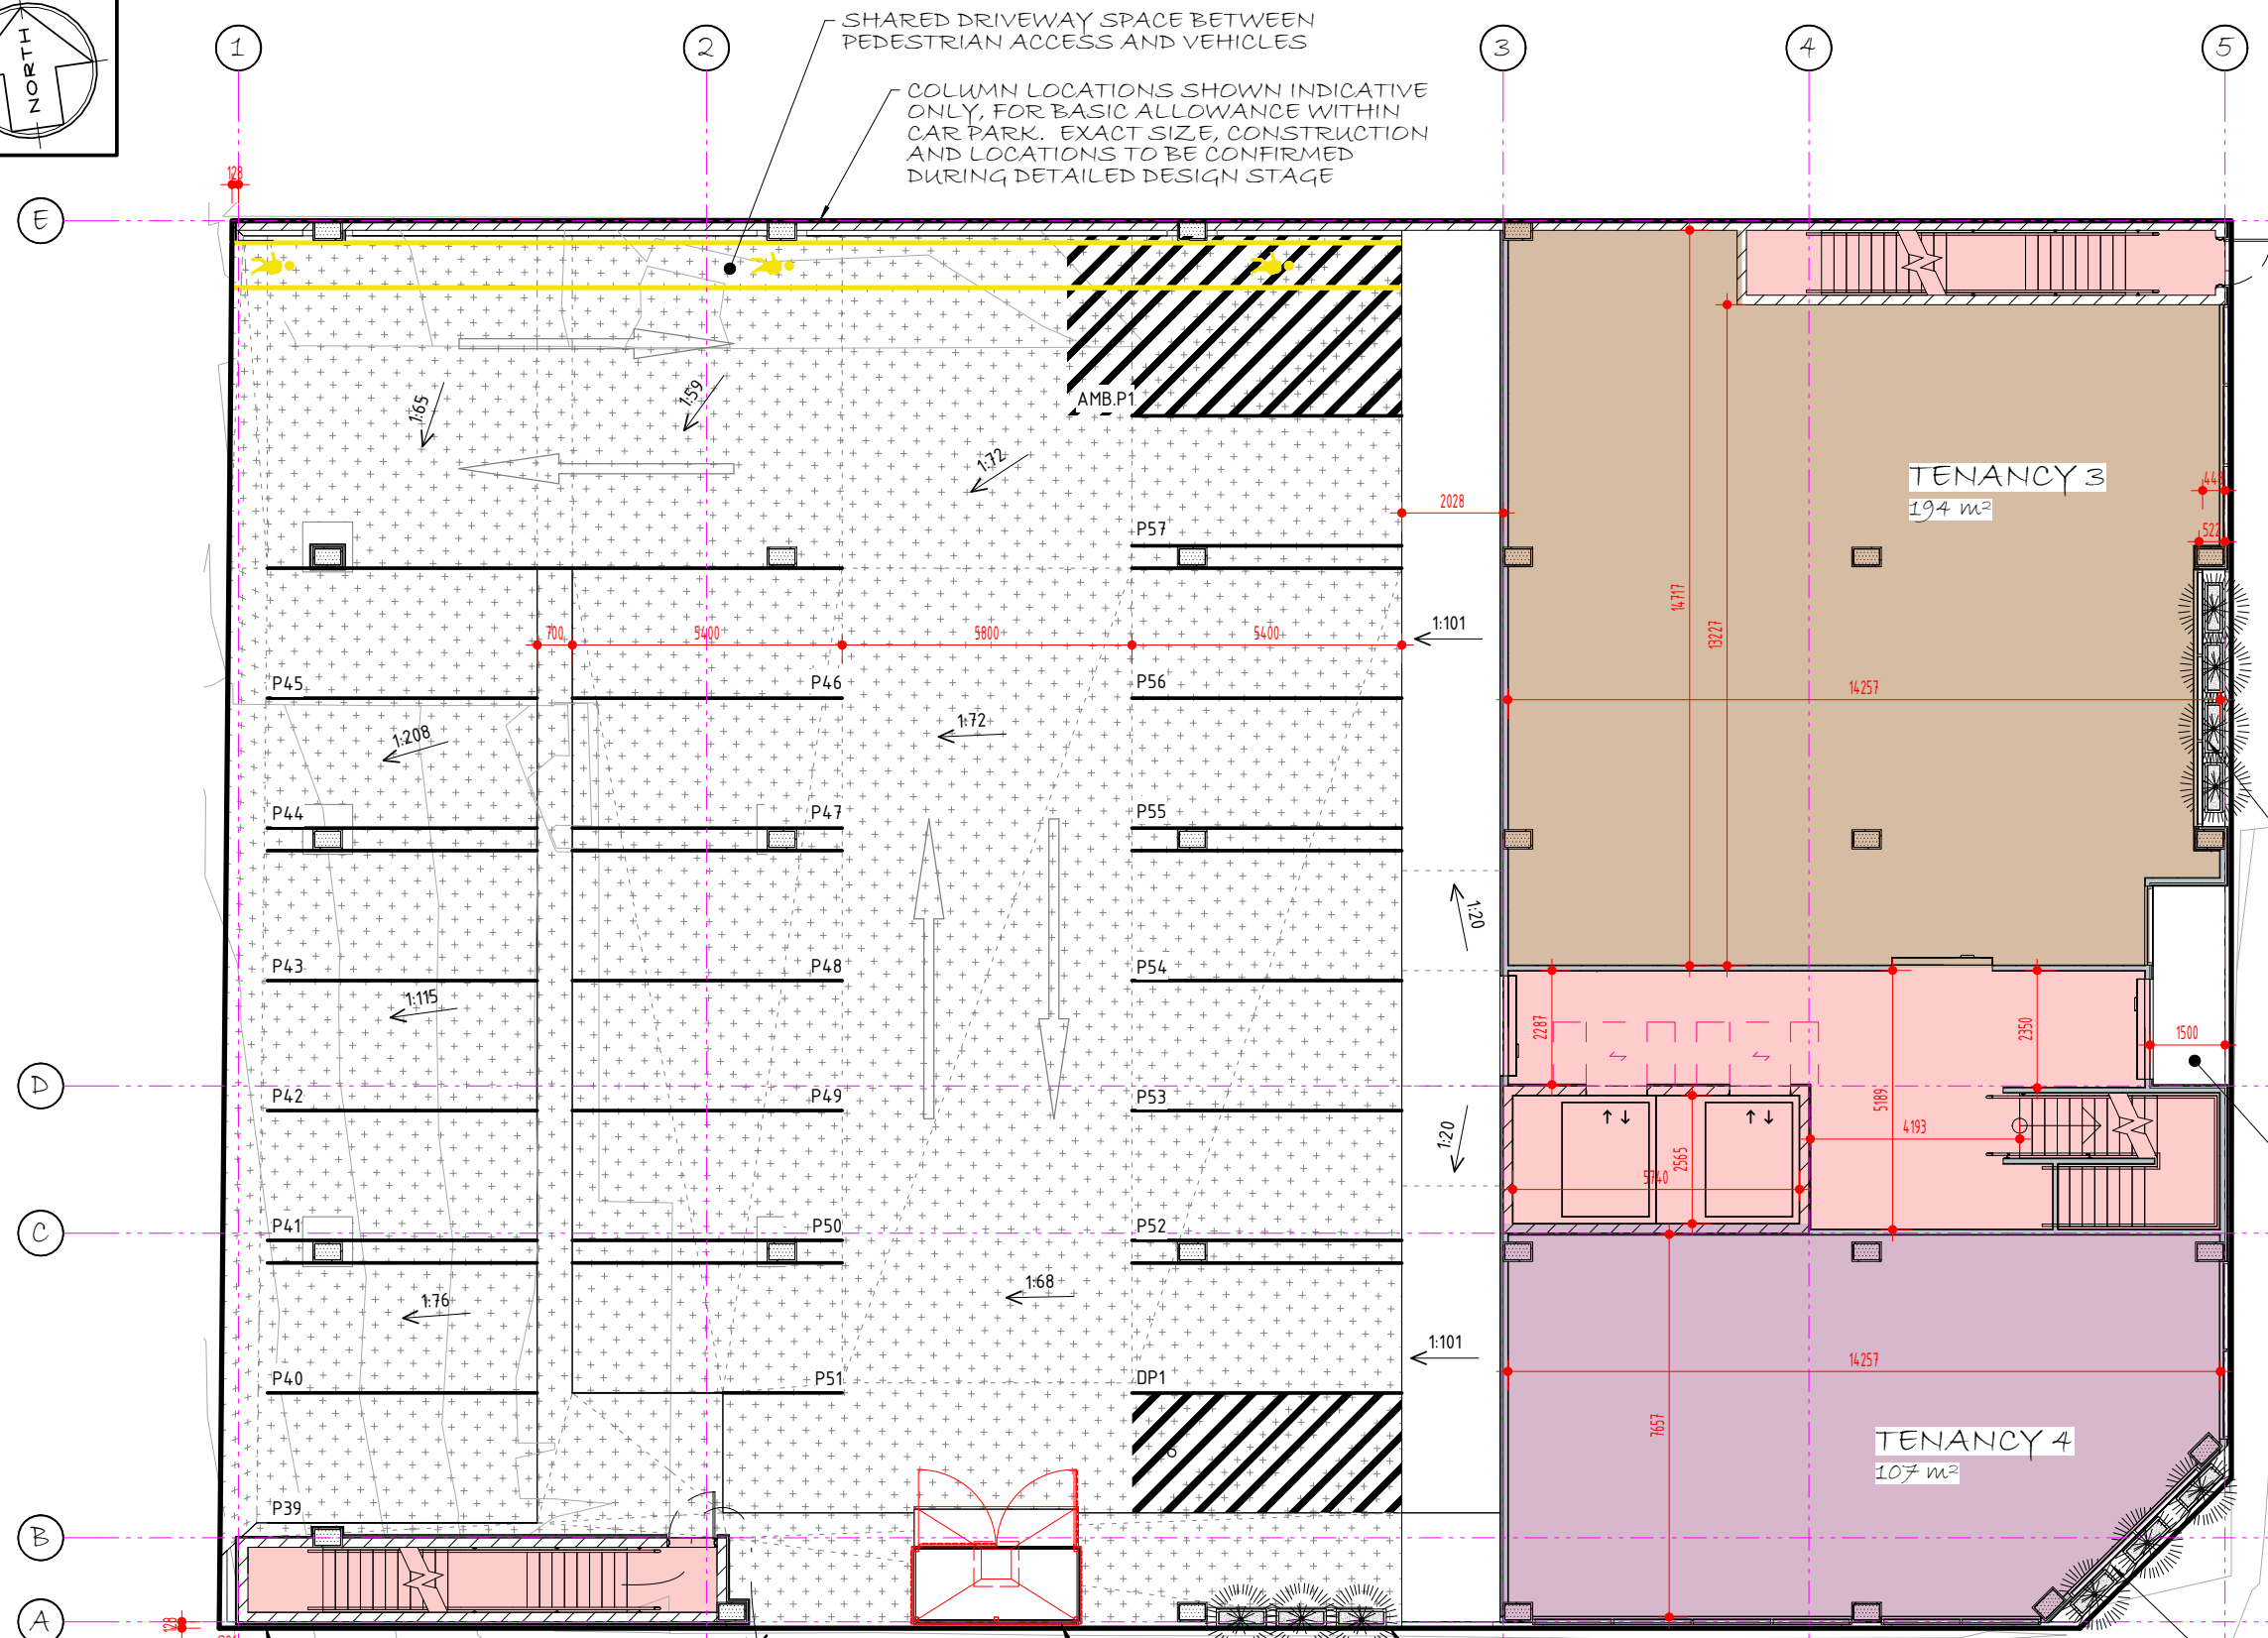 NORTH
1
2
3
4
5
SHARED DRIVEWAY SPACE BETWEEN
PEDESTRIAN ACCESS AND VEHICLES
COLUMN LOCATIONS SHOWN INDICATIVE
ONLY, FOR BASIC ALLOWANCE WITHIN
CAR PARK. EXACT SIZE, CONSTRUCTION
AND LOCATIONS TO BE CONFIRMED
DURING DETAILED DESIGN STAGE
128
E
AMB.P1
1:65
1:59
1:72
TENANCY 3
194 m²
448
2028
P57
522
14717
13227
700
5400
5800
5400
1:101
P45
P46
P56
14257
1:208
1:72
P44
P47
P55
1:20
P43
P48
P54
1:115
2287
2350
1500
D
P42
P49
P53
5189
1:20
4193
2565
5740
C
P41
P50
P52
1:76
1:68
1:101
14257
P40
P51
DP1
7657
TENANCY 4
107 m²
P39
B
A
128